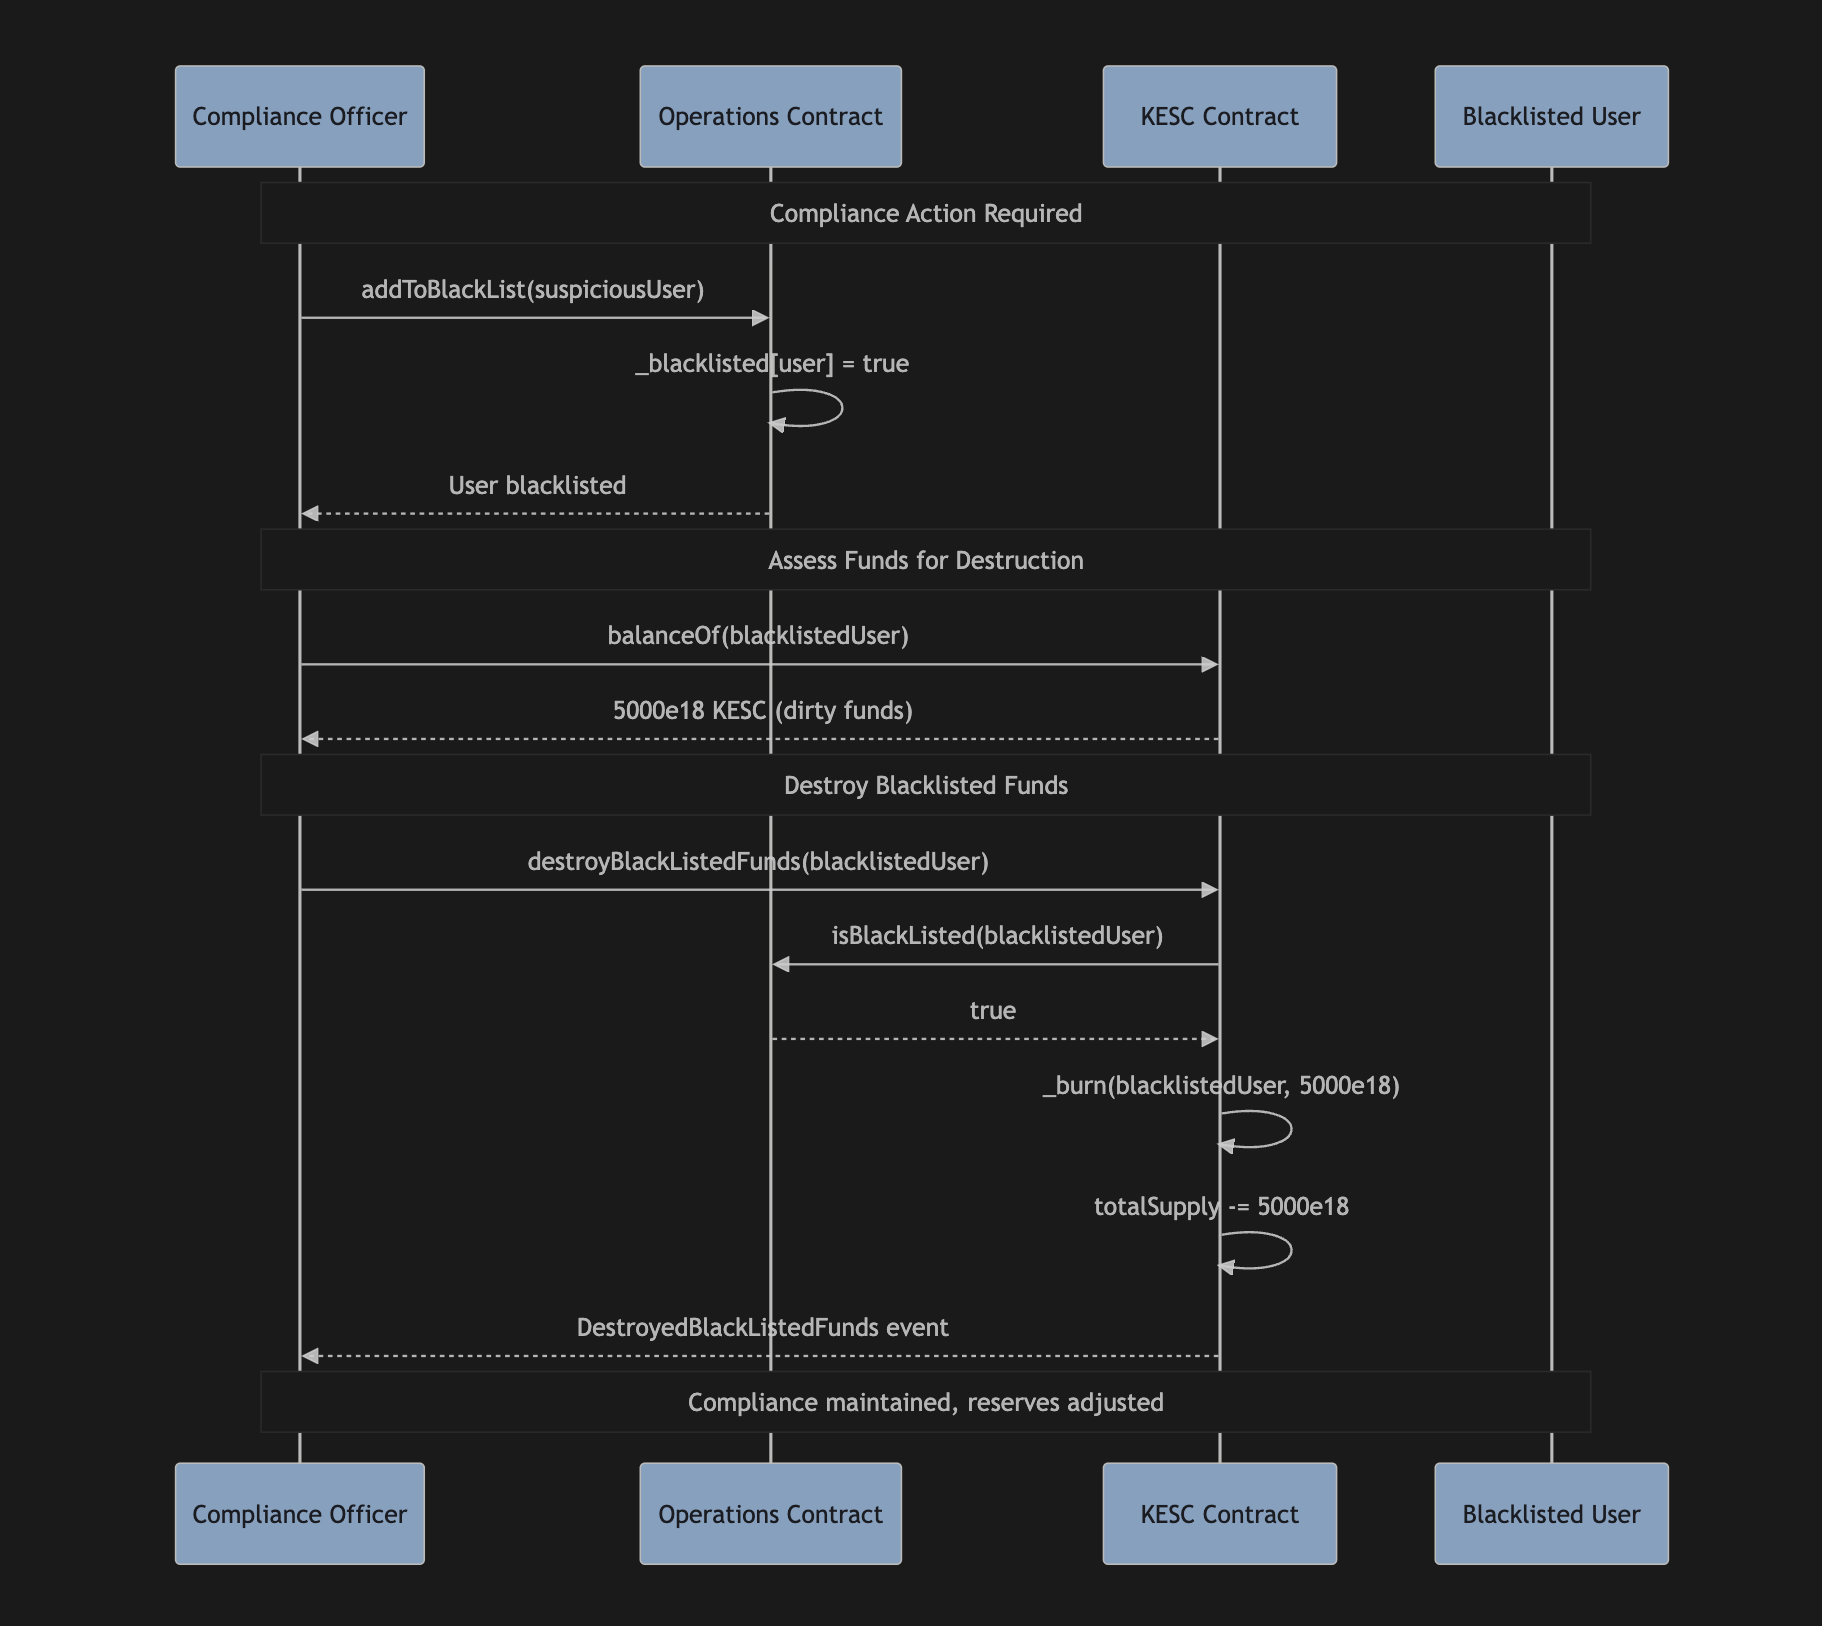 Compliance Officer
Operations Contract
KESC Contract
Blacklisted User
Compliance Action Required
addToBlackList(suspiciousUser)
_blacklisted[user] = true
User blacklisted
Assess Funds for Destruction
balanceOf(blacklistedUser)
5000e18 KESC (dirty funds)
Destroy Blacklisted Funds
destroyBlackListedFunds(blacklistedUser)
isBlackListed(blacklistedUser)
true
_burn(blacklistedUser, 5000e18)
totalSupply -= 5000e18
DestroyedBlackListedFunds event
Compliance maintained, reserves adjusted
Compliance Officer
Operations Contract
KESC Contract
Blacklisted User